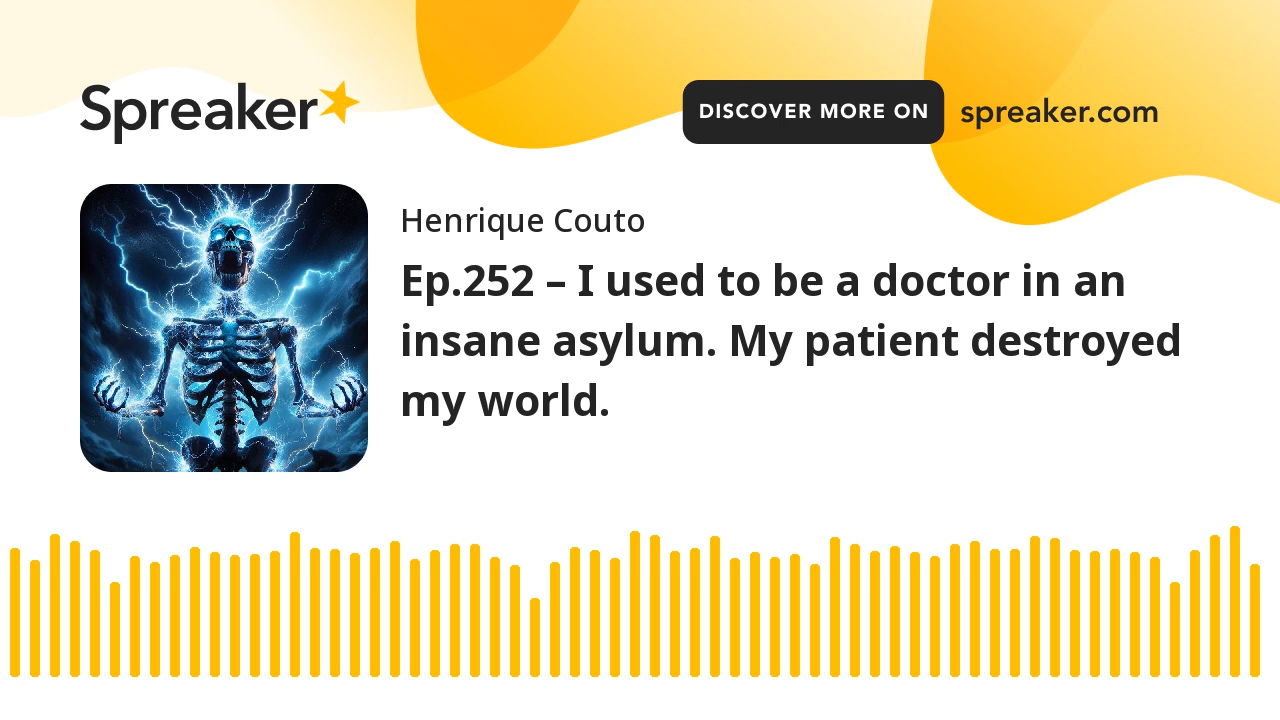 Spreaker
DISCOVER MORE ON
spreaker.com
Henrique Couto
Ep.252 – I used to be a doctor in an
insane asylum. My patient destroyed
my world.